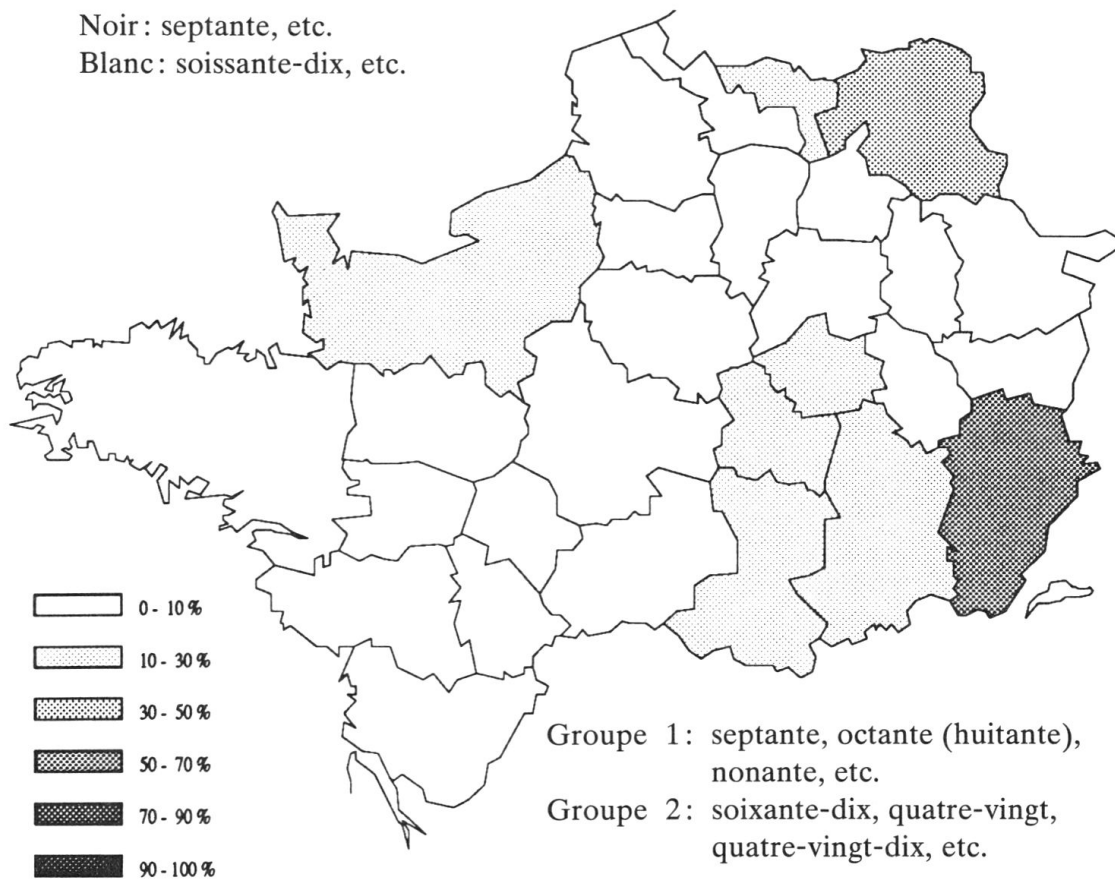 Noir: septante, etc.
Blanc: soissante-dix, etc.
0 - 10 %
10 - 30 %
30 - 50 %
50 - 70 %
70 - 90 %
90 - 100 %
Groupe 1: septante, octante (huitante),
nonante, etc.
Groupe 2: soixante-dix, quatre-vingt,
quatre-vingt-dix, etc.